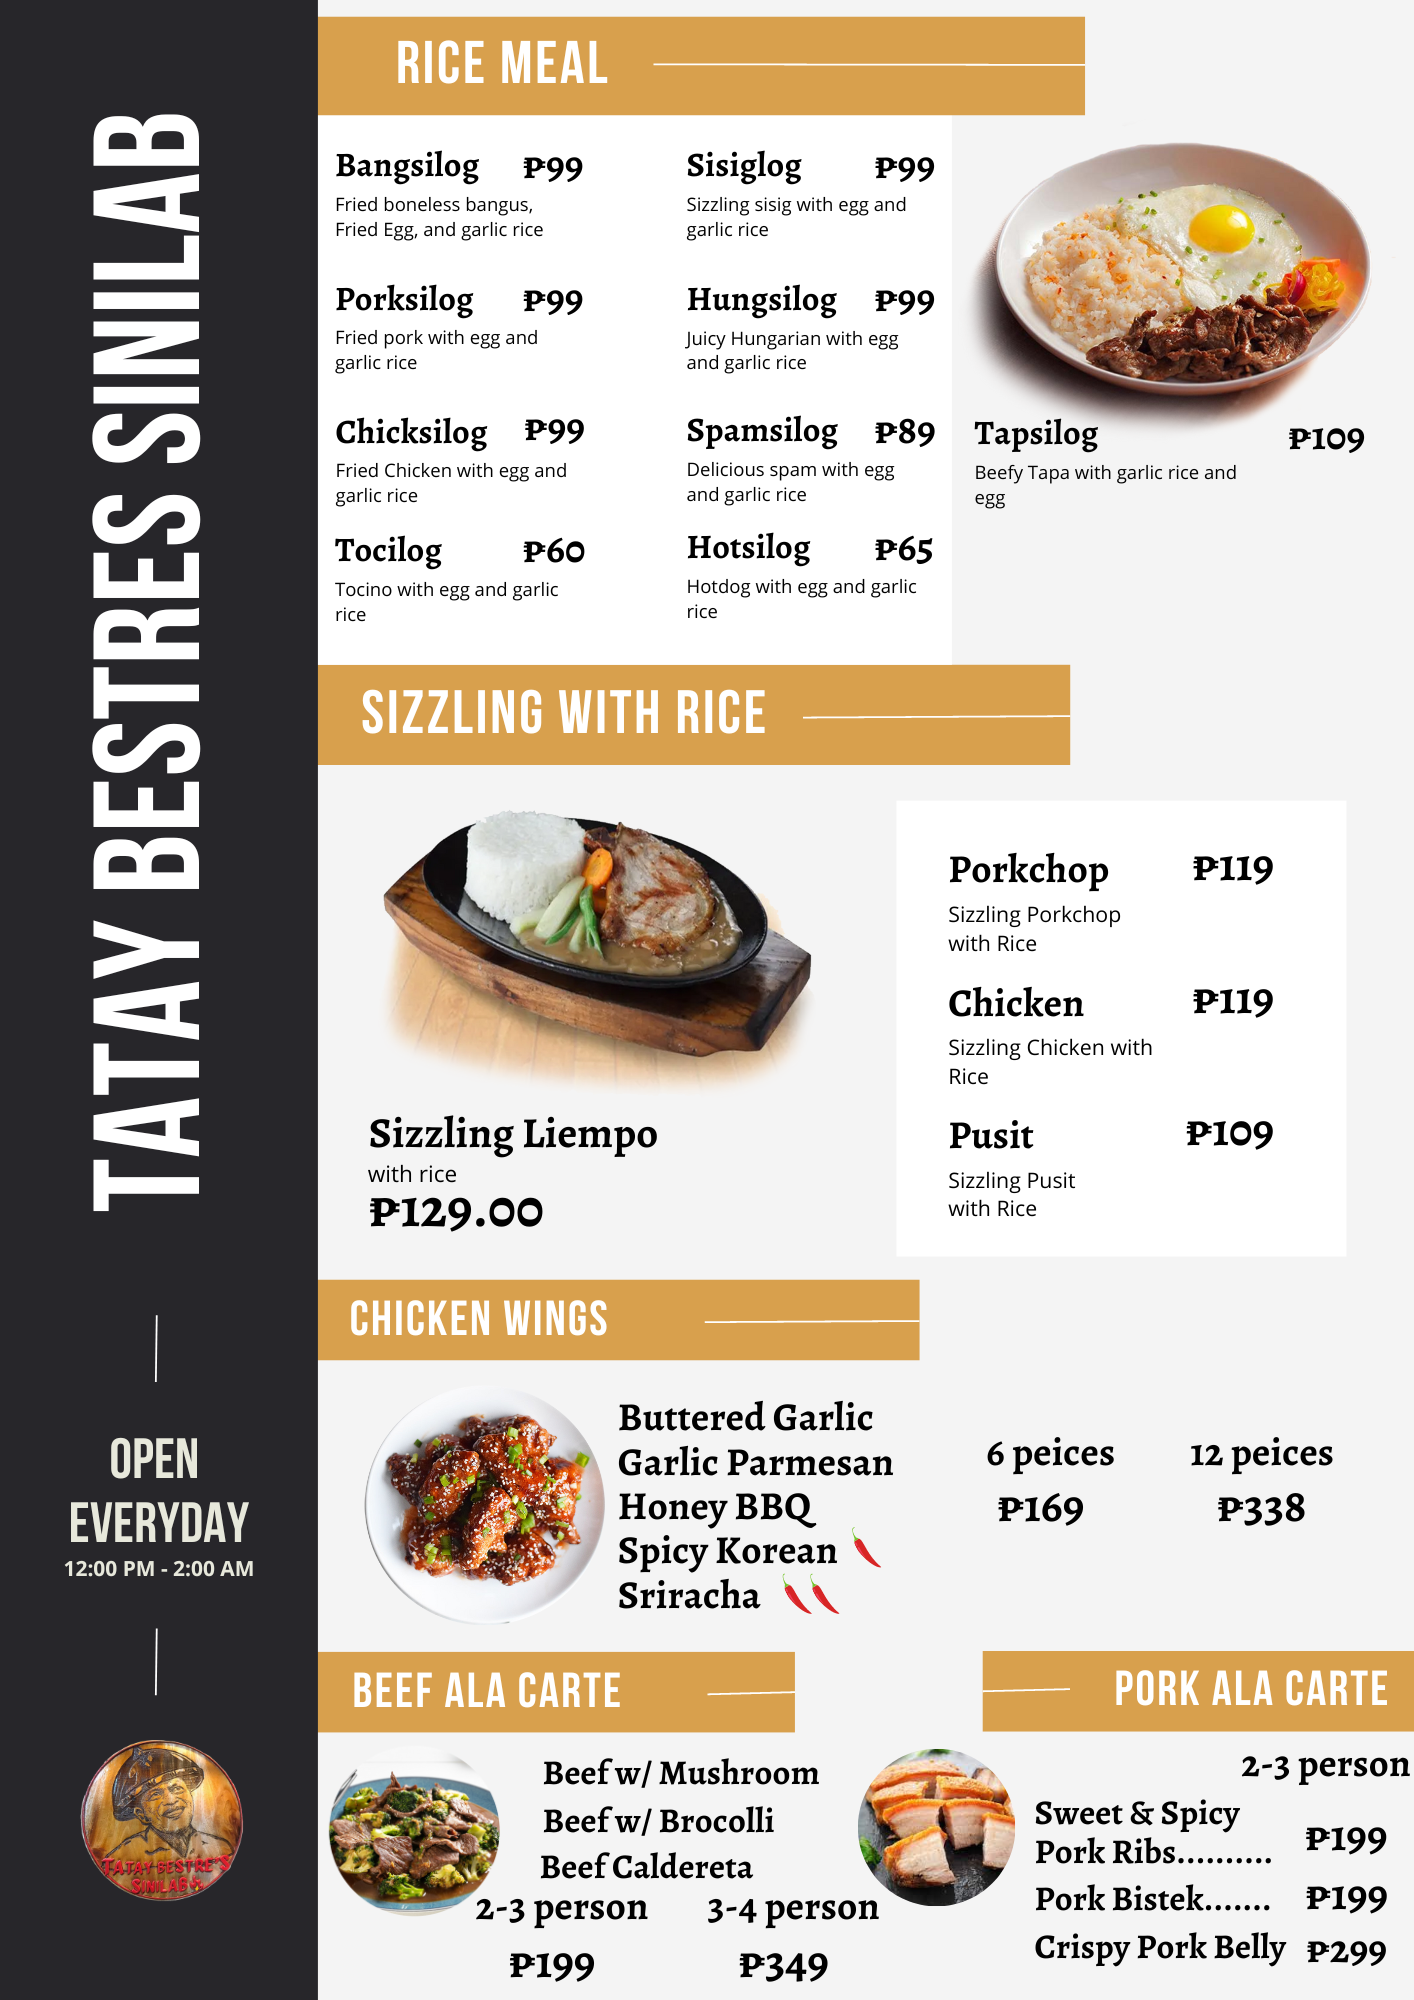 TATAY BESTRES SINILAB
OPEN
EVERYDAY
12:00 PM - 2:00 AM
TATAY BESTRE'S
SINILAB
RICE MEAL
Bangsilog ₱99
Fried boneless bangus,
Fried Egg, and garlic rice
Porksilog ₱99
Fried pork with egg and
garlic rice
Chicksilog ₱99
Fried Chicken with egg and
garlic rice
Tocilog ₱60
Tocino with egg and garlic
rice
Sisiglog ₱99
Sizzling sisig with egg and
garlic rice
Hungsilog ₱99
Juicy Hungarian with egg
and garlic rice
Spamsilog ₱89
Delicious spam with egg
and garlic rice
Hotsilog ₱65
Hotdog with egg and garlic
rice
Tapsilog ₱109
Beefy Tapa with garlic rice and
egg
SIZZLING WITH RICE
Sizzling Liempo
with rice
₱129.00
Porkchop ₱119
Sizzling Porkchop
with Rice
Chicken ₱119
Sizzling Chicken with
Rice
Pusit ₱109
Sizzling Pusit
with Rice
CHICKEN WINGS
Buttered Garlic
Garlic Parmesan
Honey BBQ
Spicy Korean
Sriracha
6 peices 12 peices
₱169 ₱338
BEEF ALA CARTE
Beef w/ Mushroom
Beef w/ Brocolli
Beef Caldereta
2-3 person 3-4 person
₱199 ₱349
PORK ALA CARTE
2-3 person
Sweet & Spicy
Pork Ribs.......... ₱199
Pork Bistek....... ₱199
Crispy Pork Belly ₱299